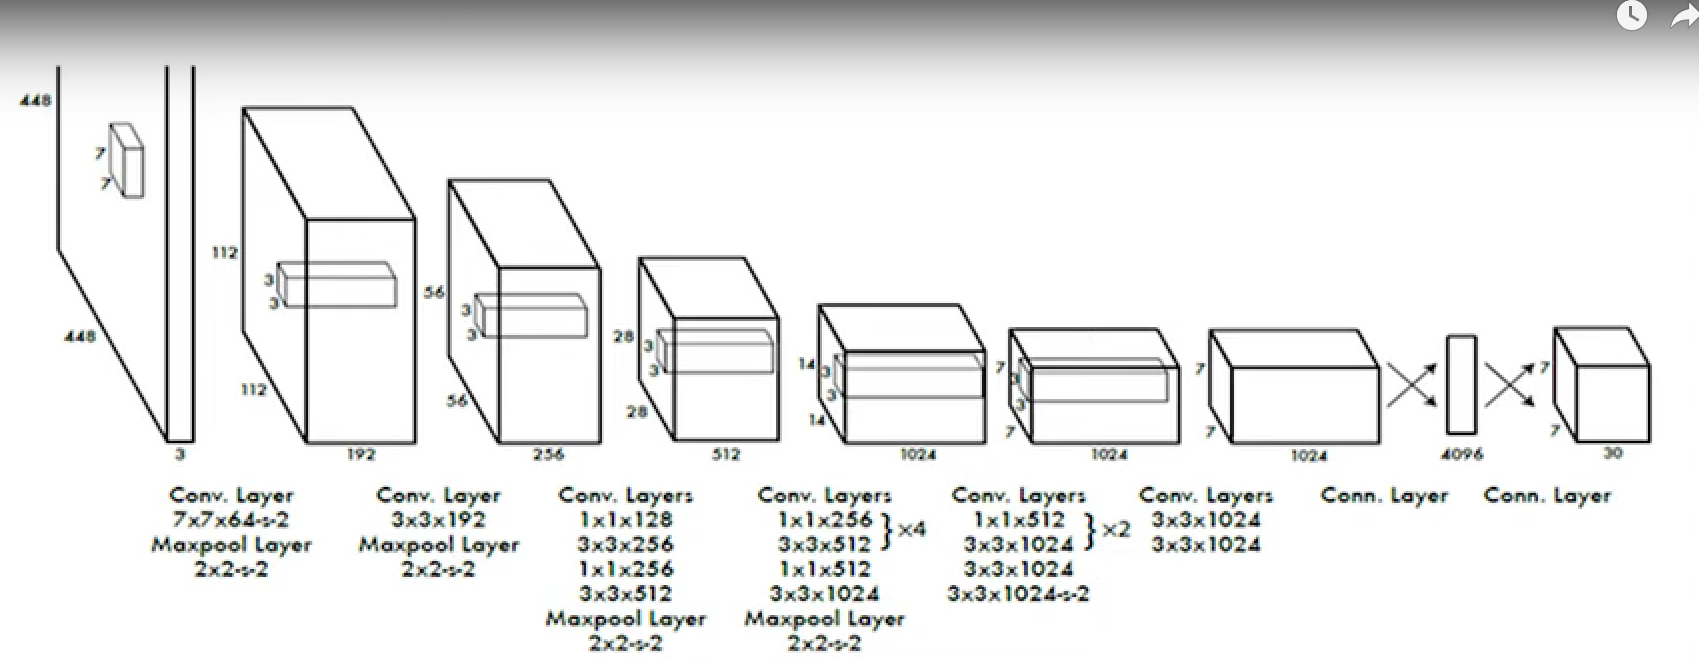 448
7
7
448
3
112
3
3
112
192
56
3
3
56
256
28
3
3
28
512
14
3
3
14
1024
7
3
3
7
1024
7
7
1024
4096
7
7
30
Conv. Layer
7x7x64-s-2
Maxpool Layer
2x2-s-2
Conv. Layer
3x3x192
Maxpool Layer
2x2-s-2
Conv. Layers
1x1x128
3x3x256
1x1x256
3x3x512
Maxpool Layer
2x2-s-2
Conv. Layers
1x1x256
3x3x512
} x4
1x1x512
3x3x1024
Maxpool Layer
2x2-s-2
Conv. Layers
1x1x512
3x3x1024
} x2
3x3x1024
3x3x1024-s-2
Conv. Layers
3x3x1024
3x3x1024
Conn. Layer
Conn. Layer